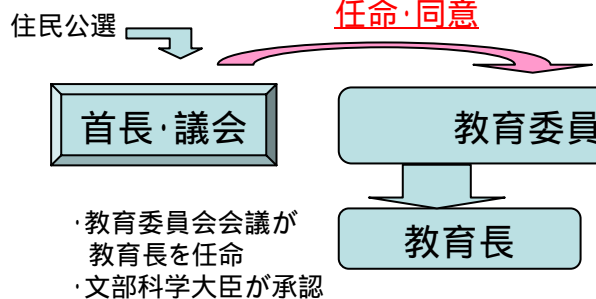 任命・同意
住民公選
首長・議会
教育委員
教育長
・教育委員会会議が
教育長を任命
・文部科学大臣が承認